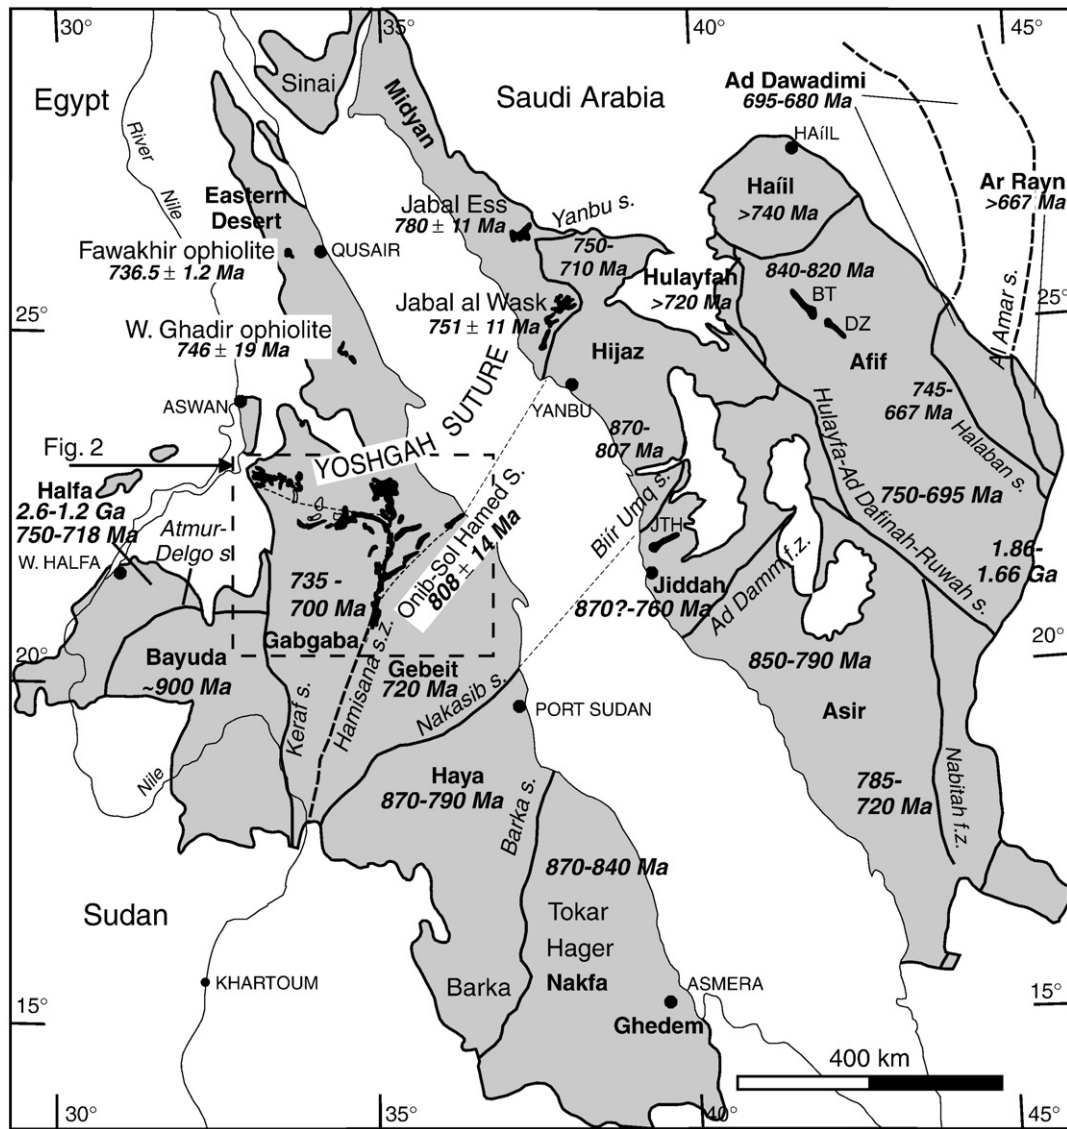 30°
35°
40°
45°
Egypt
Sinai
Saudi Arabia
Midyan
River
Nile
Ad Dawadimi
695-680 Ma
HAíIL
Haíil
>740 Ma
Ar Rayn
>667 Ma
Eastern
Desert
Jabal Ess
780 ± 11 Ma
Yanbu s.
Fawakhir ophiolite
736.5 ± 1.2 Ma
QUSAIR
750-
710 Ma
Hulayfah
>720 Ma
840-820 Ma
BT
DZ
Al Amar s.
25°
25°
W. Ghadir ophiolite
746 ± 19 Ma
Jabal al Wask
751 ± 11 Ma
Hijaz
Afif
ASWAN
YANBU
745-
667 Ma
Halaban s.
Fig. 2
YOSHGAH SUTURE
870-
807 Ma
Hulayfa-Ad Dafinah-Ruwah s.
750-695 Ma
Halfa
2.6-1.2 Ga
750-718 Ma
W. HALFA
Atmur-
Delgo s
Onib-Sol Hamed S.
808 ± 14 Ma
Bilir Umq s.
JTH
Jiddah
870?-760 Ma
Ad Damm f.z.
1.86-
1.66 Ga
735 -
700 Ma
Gabgaba
20°
20°
Bayuda
~900 Ma
Keraf s.
Hamisana s.z.
Gebeit
720 Ma
Nakasib s.
PORT SUDAN
850-790 Ma
Asir
Nile
Haya
870-790 Ma
Barka s.
785-
720 Ma
Nabitah f.z.
Sudan
870-840 Ma
Tokar
Hager
Nakfa
Barka
KHARTOUM
ASMERA
Ghedem
15°
15°
400 km
30°
35°
40°
45°